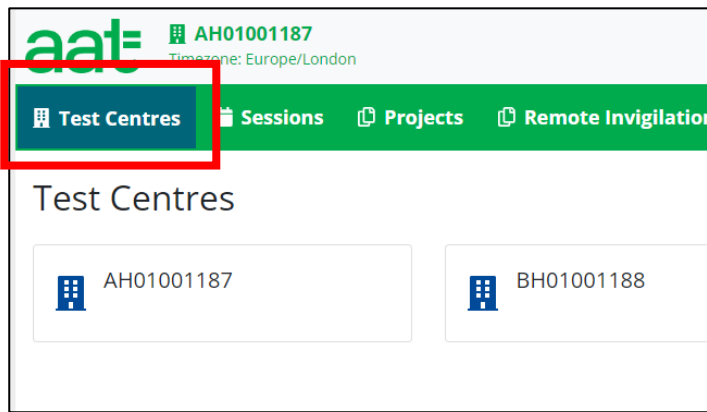 aat
AH01001187
Timezone: Europe/London
Test Centres Sessions Projects Remote Invigilation
Test Centres
AH01001187 BH01001188